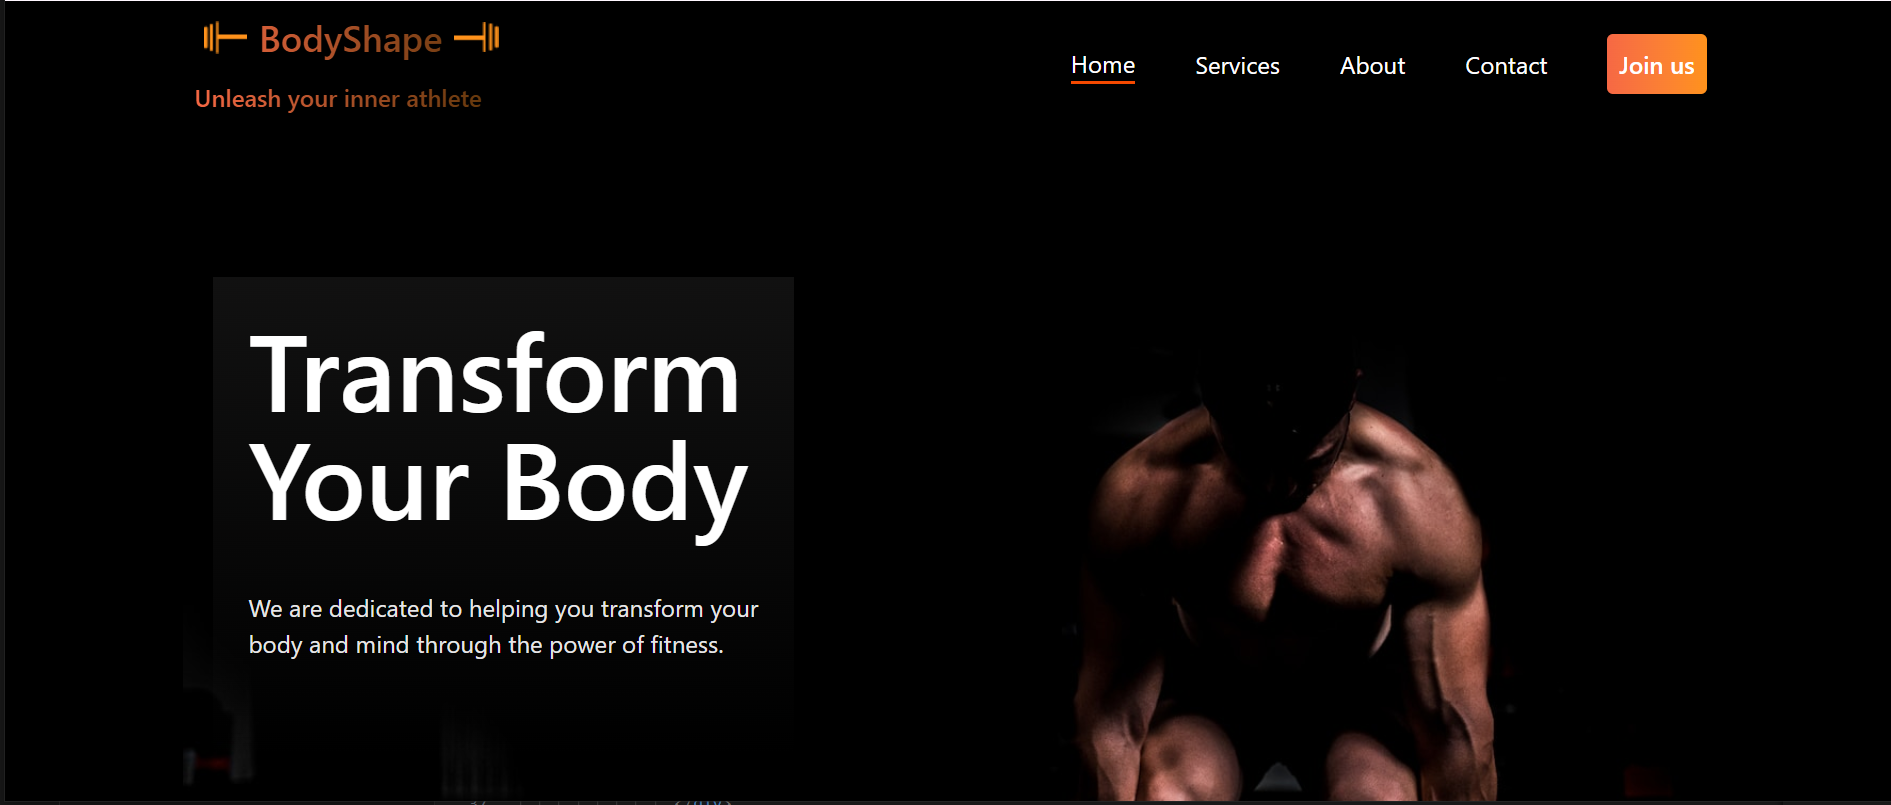 BodyShape
Unleash your inner athlete
Home
Services
About
Contact
Join us
Transform
Your Body
We are dedicated to helping you transform your
body and mind through the power of fitness.